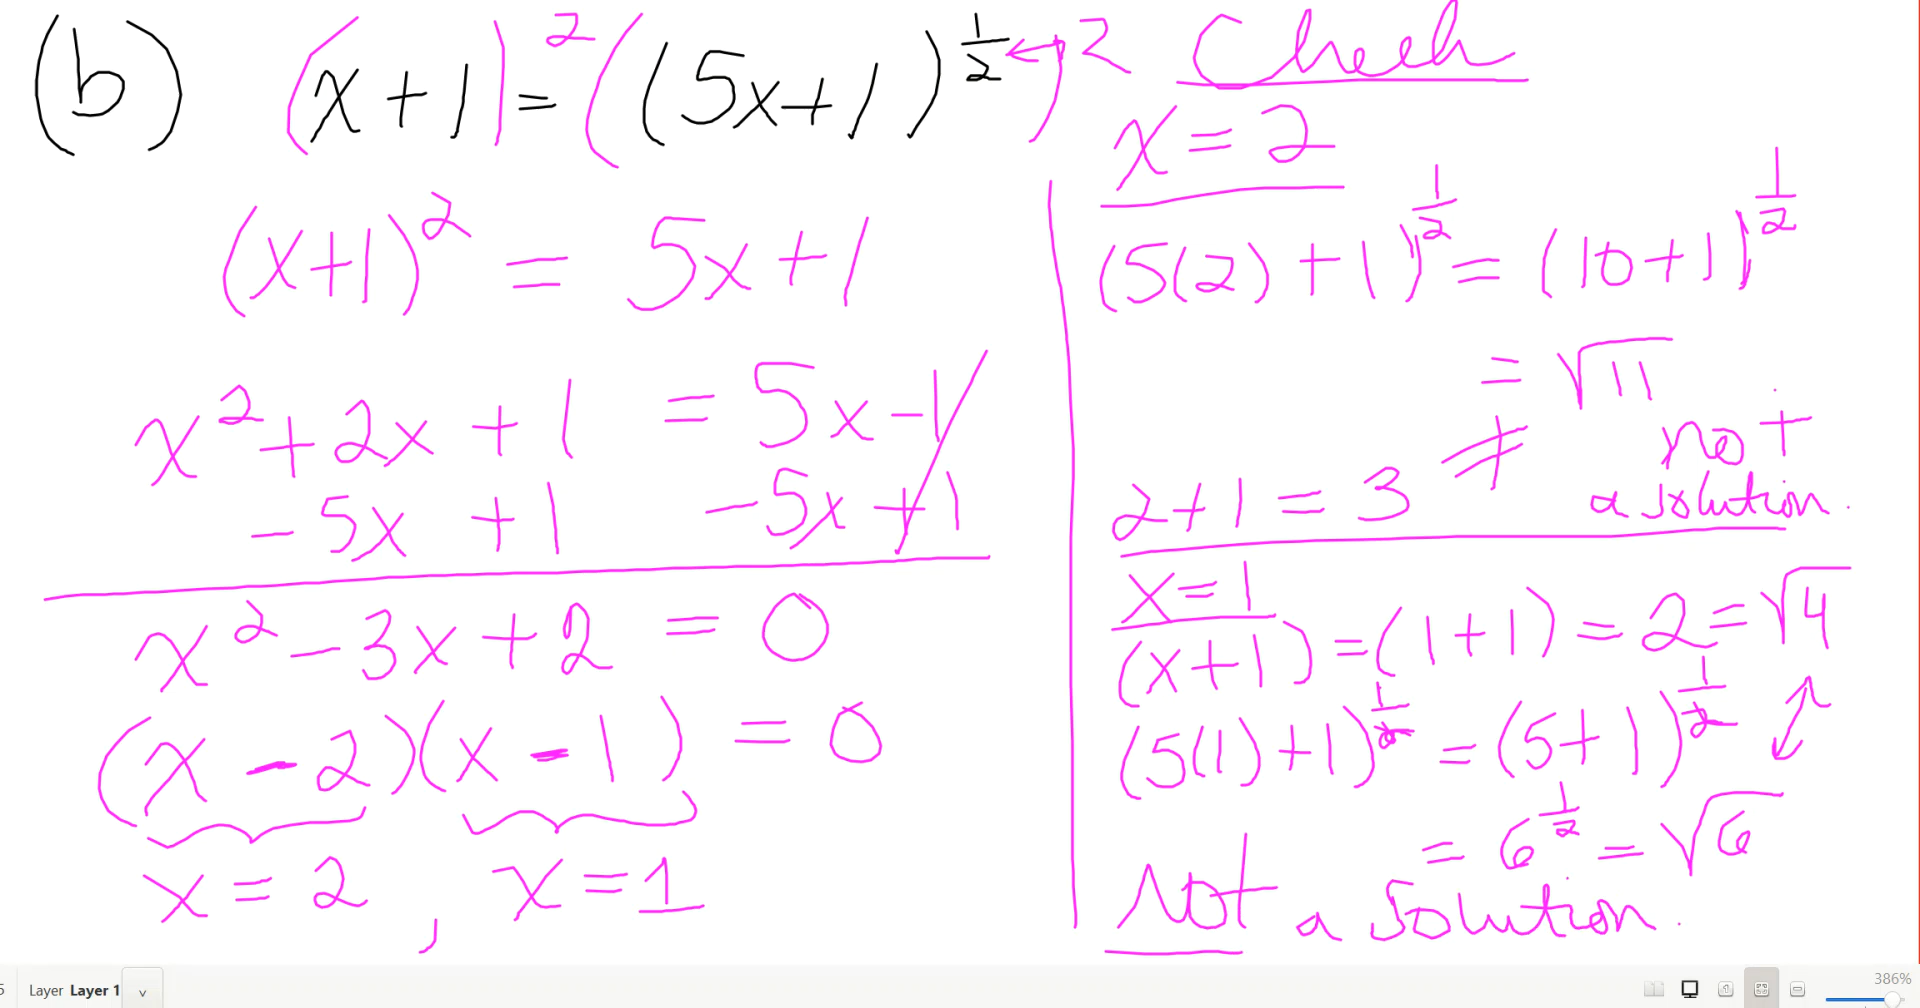 (b) (x+1)² = ((5x+1)^½)²
(x+1)² = 5x+1
x² + 2x + 1 = 5x - 1
- 5x + 1 - 5x + 1
x² - 3x + 2 = 0
(x - 2)(x - 1) = 0
x = 2 , x = 1
Check
x = 2
(5(2) + 1)^½ = (10+1)^½
= √11
≠ not
2+1 = 3 a solution.
x = 1
(x+1) = (1+1) = 2 = √4
(5(1) + 1)^½ = (5+1)^½
= 6^½ = √6
Not a solution.
Layer Layer 1
386%